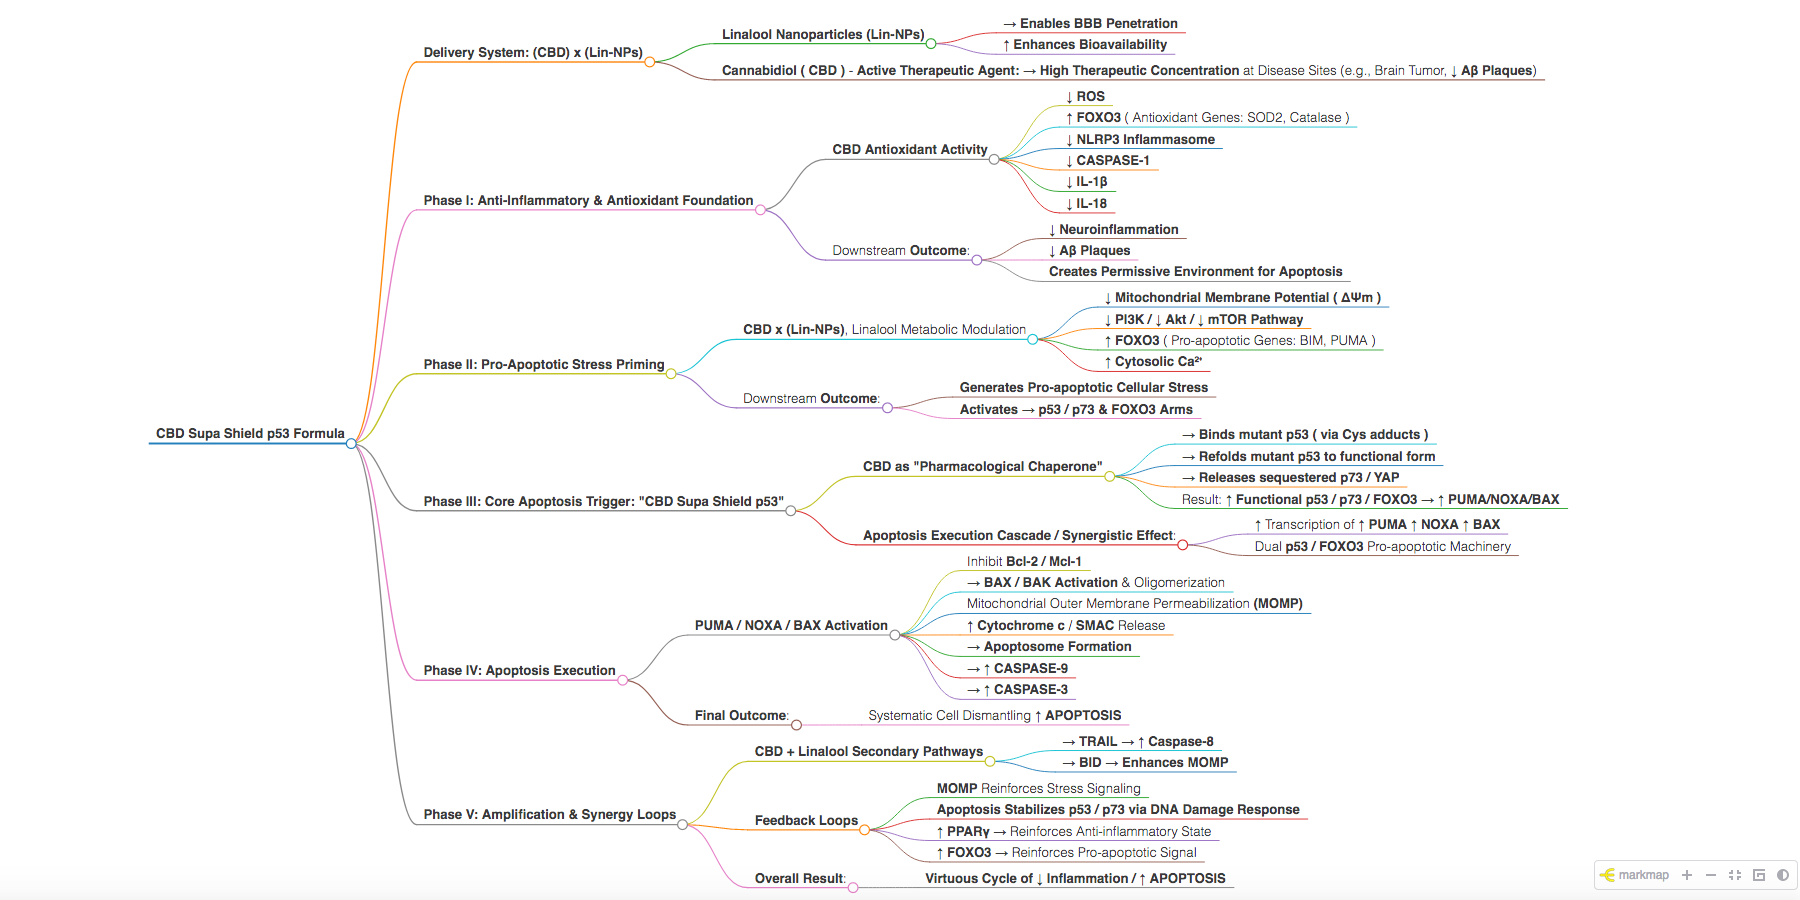 CBD Supa Shield p53 Formula
Delivery System: (CBD) x (Lin-NPs)
Linalool Nanoparticles (Lin-NPs)
→ Enables BBB Penetration
↑ Enhances Bioavailability
Cannabidiol ( CBD ) - Active Therapeutic Agent: → High Therapeutic Concentration at Disease Sites (e.g., Brain Tumor, ↓ Aβ Plaques)
Phase I: Anti-Inflammatory & Antioxidant Foundation
CBD Antioxidant Activity
↓ ROS
↑ FOXO3 ( Antioxidant Genes: SOD2, Catalase )
↓ NLRP3 Inflammasome
↓ CASPASE-1
↓ IL-1β
↓ IL-18
Downstream Outcome:
↓ Neuroinflammation
↓ Aβ Plaques
Creates Permissive Environment for Apoptosis
Phase II: Pro-Apoptotic Stress Priming
CBD x (Lin-NPs), Linalool Metabolic Modulation
↓ Mitochondrial Membrane Potential ( ΔΨm )
↓ PI3K / ↓ Akt / ↓ mTOR Pathway
↑ FOXO3 ( Pro-apoptotic Genes: BIM, PUMA )
↑ Cytosolic Ca²⁺
Downstream Outcome:
Generates Pro-apoptotic Cellular Stress
Activates → p53 / p73 & FOXO3 Arms
Phase III: Core Apoptosis Trigger: "CBD Supa Shield p53"
CBD as "Pharmacological Chaperone"
→ Binds mutant p53 ( via Cys adducts )
→ Refolds mutant p53 to functional form
→ Releases sequestered p73 / YAP
Result: ↑ Functional p53 / p73 / FOXO3 → ↑ PUMA/NOXA/BAX
Apoptosis Execution Cascade / Synergistic Effect:
↑ Transcription of ↑ PUMA ↑ NOXA ↑ BAX
Dual p53 / FOXO3 Pro-apoptotic Machinery
Phase IV: Apoptosis Execution
PUMA / NOXA / BAX Activation
Inhibit Bcl-2 / Mcl-1
→ BAX / BAK Activation & Oligomerization
Mitochondrial Outer Membrane Permeabilization (MOMP)
↑ Cytochrome c / SMAC Release
→ Apoptosome Formation
→ ↑ CASPASE-9
→ ↑ CASPASE-3
Final Outcome:
Systematic Cell Dismantling ↑ APOPTOSIS
Phase V: Amplification & Synergy Loops
CBD + Linalool Secondary Pathways
→ TRAIL → ↑ Caspase-8
→ BID → Enhances MOMP
Feedback Loops
MOMP Reinforces Stress Signaling
Apoptosis Stabilizes p53 / p73 via DNA Damage Response
↑ PPARγ → Reinforces Anti-inflammatory State
↑ FOXO3 → Reinforces Pro-apoptotic Signal
Overall Result:
Virtuous Cycle of ↓ Inflammation / ↑ APOPTOSIS
markmap